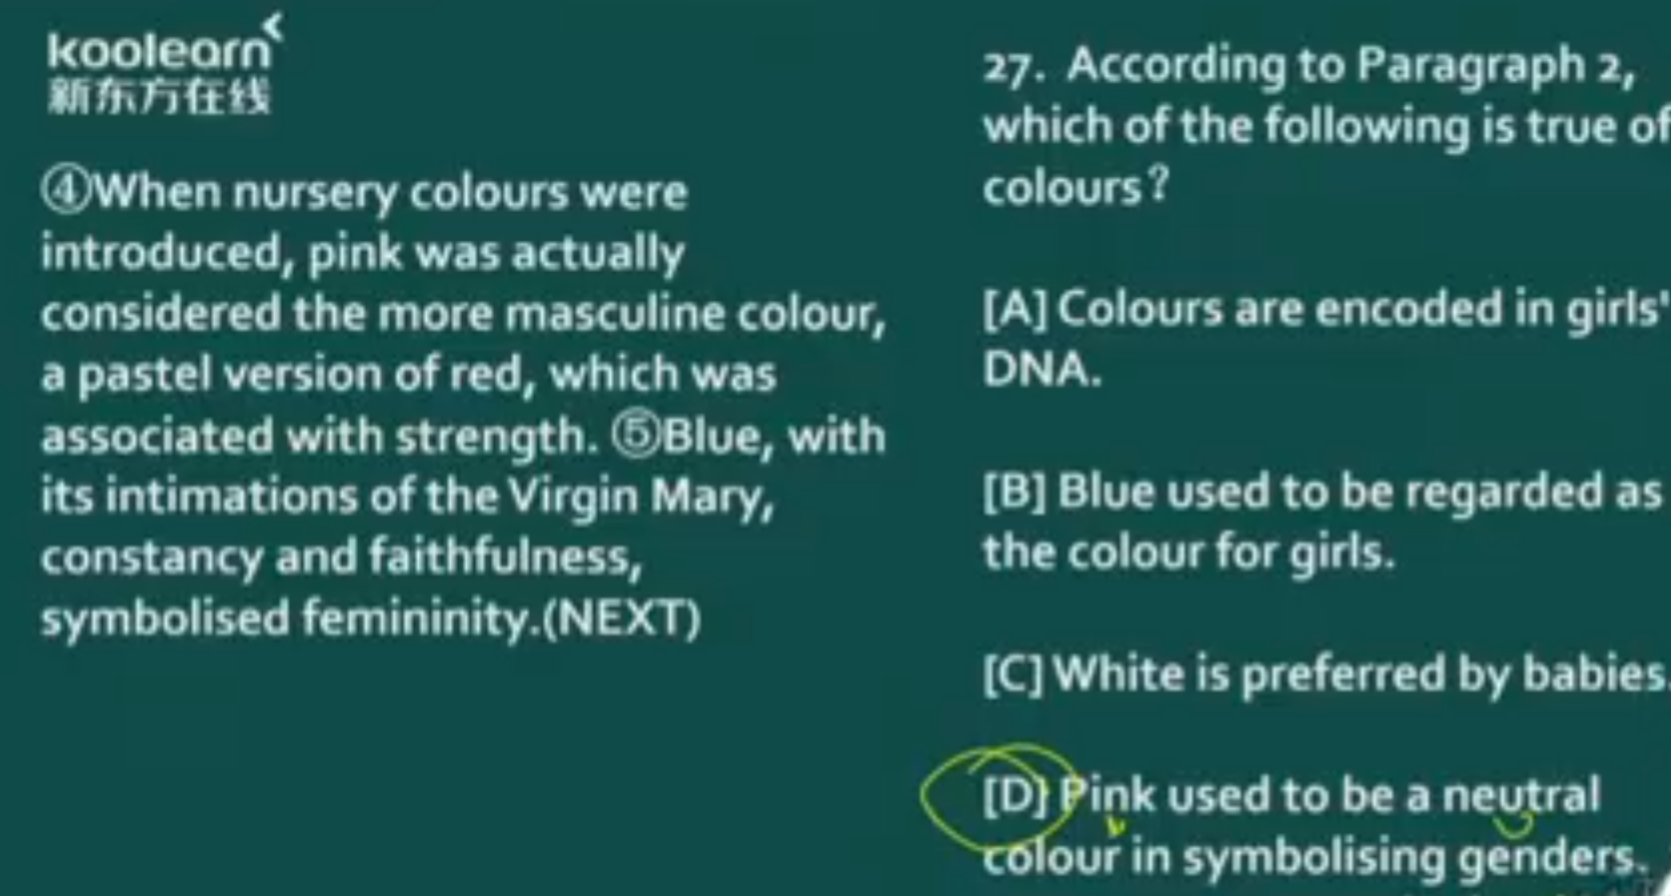 koolearn
新东方在线
④When nursery colours were
introduced, pink was actually
considered the more masculine colour,
a pastel version of red, which was
associated with strength. ⑤Blue, with
its intimations of the Virgin Mary,
constancy and faithfulness,
symbolised femininity.(NEXT)
27. According to Paragraph 2,
which of the following is true of
colours?
[A] Colours are encoded in girls'
DNA.
[B] Blue used to be regarded as
the colour for girls.
[C] White is preferred by babies.
[D] Pink used to be a neutral
colour in symbolising genders.